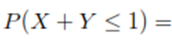 P(X + Y ≤ 1) =